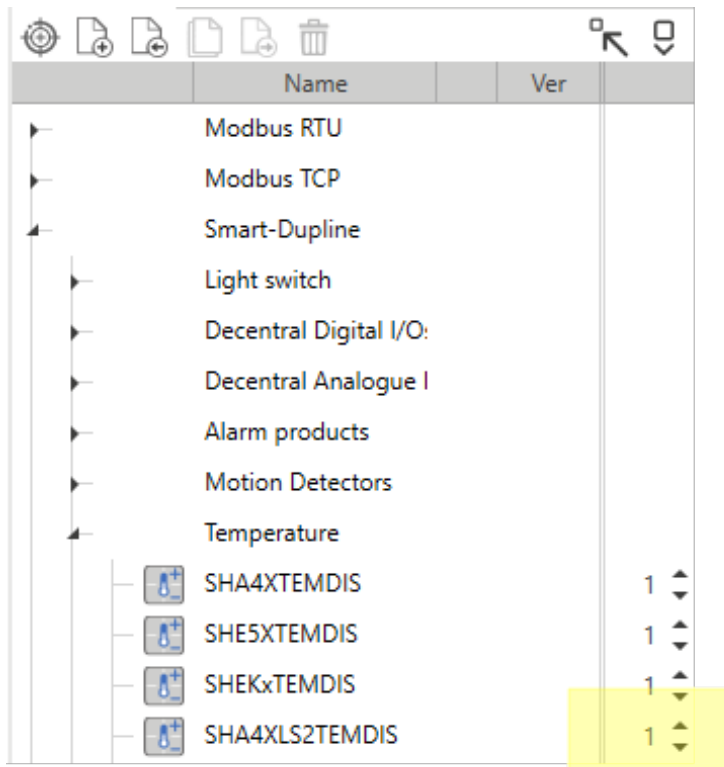 Name Ver
Modbus RTU
Modbus TCP
Smart-Dupline
Light switch
Decentral Digital I/O:
Decentral Analogue I
Alarm products
Motion Detectors
Temperature
SHA4XTEMDIS 1
SHE5XTEMDIS 1
SHEKxTEMDIS 1
SHA4XLS2TEMDIS 1